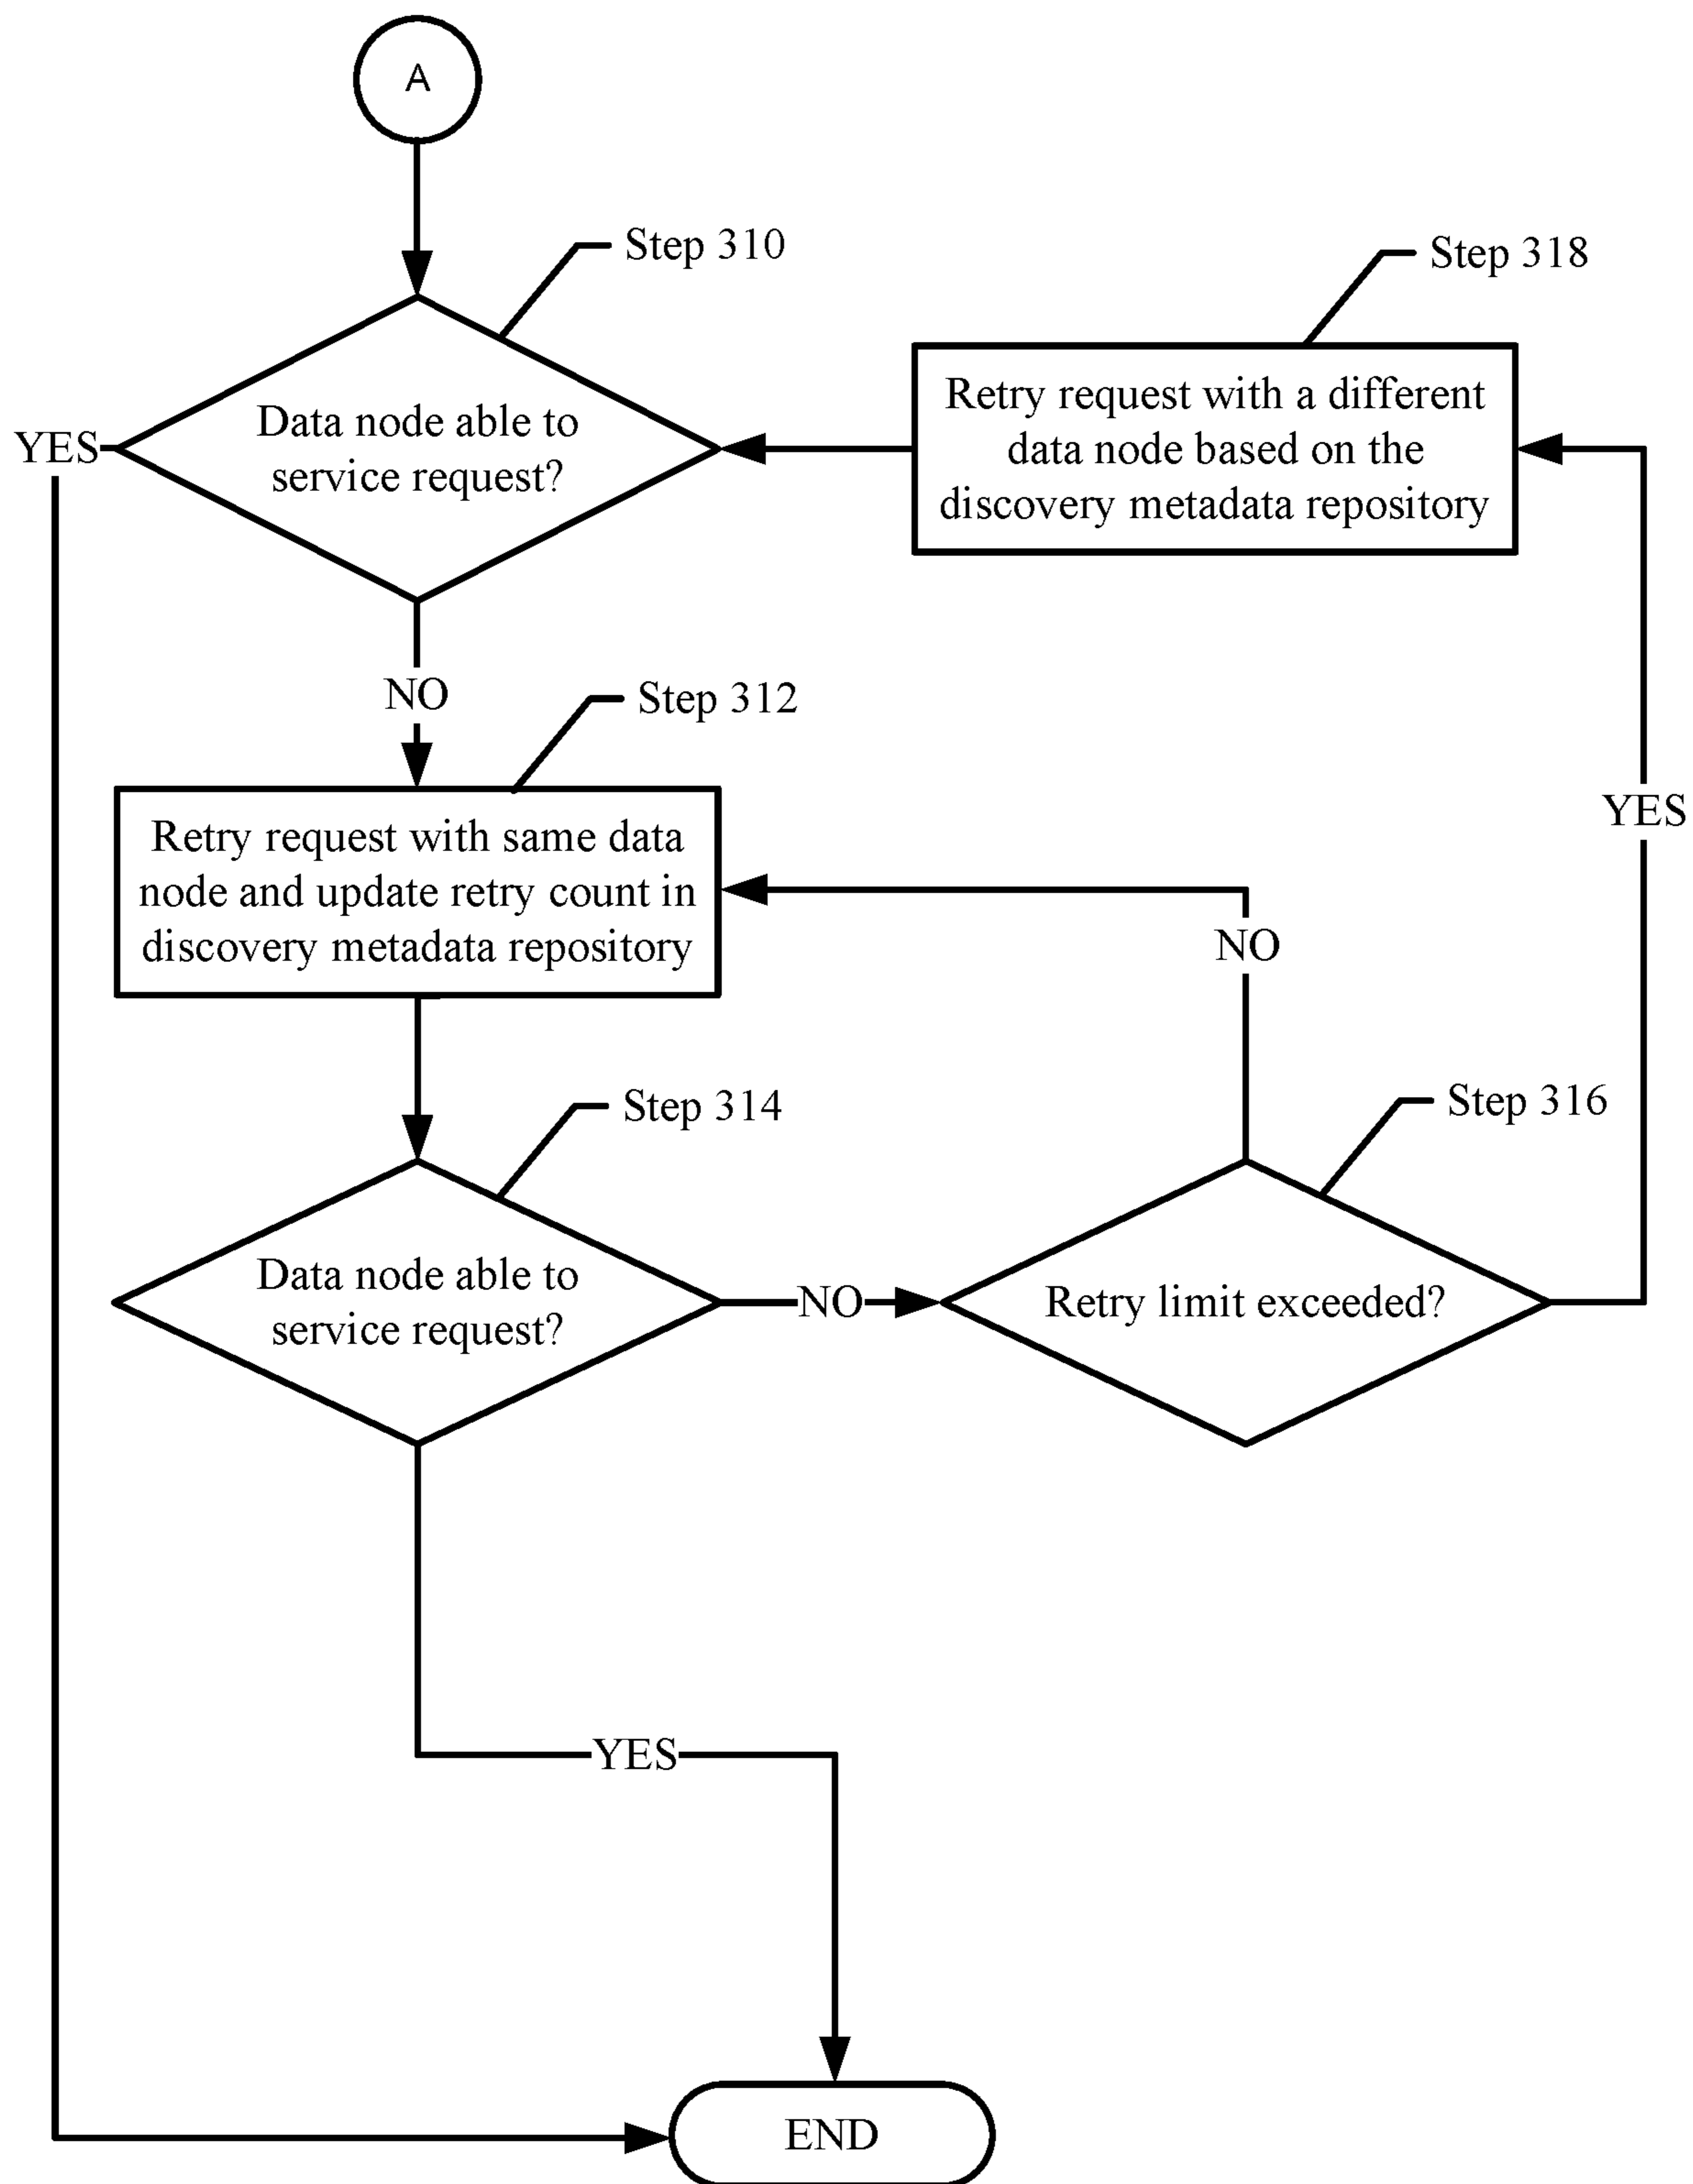 A
Step 310
Step 318
Data node able to
service request?
YES
Retry request with a different
data node based on the
discovery metadata repository
NO
Step 312
YES
Retry request with same data
node and update retry count in
discovery metadata repository
NO
Step 314
Step 316
Data node able to
service request?
NO
Retry limit exceeded?
YES
END